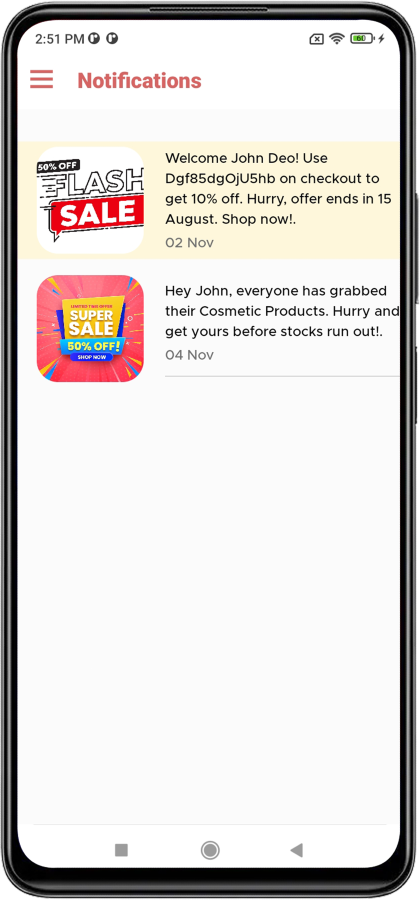 2:51 PM
60
Notifications
50% OFF
FLASH
SALE
Welcome John Deo! Use
Dgf85dgOjU5hb on checkout to
get 10% off. Hurry, offer ends in 15
August. Shop now!.
02 Nov
LIMITED TIME OFFER
SUPER
SALE
50% OFF!
SHOP NOW
Hey John, everyone has grabbed
their Cosmetic Products. Hurry and
get yours before stocks run out!.
04 Nov